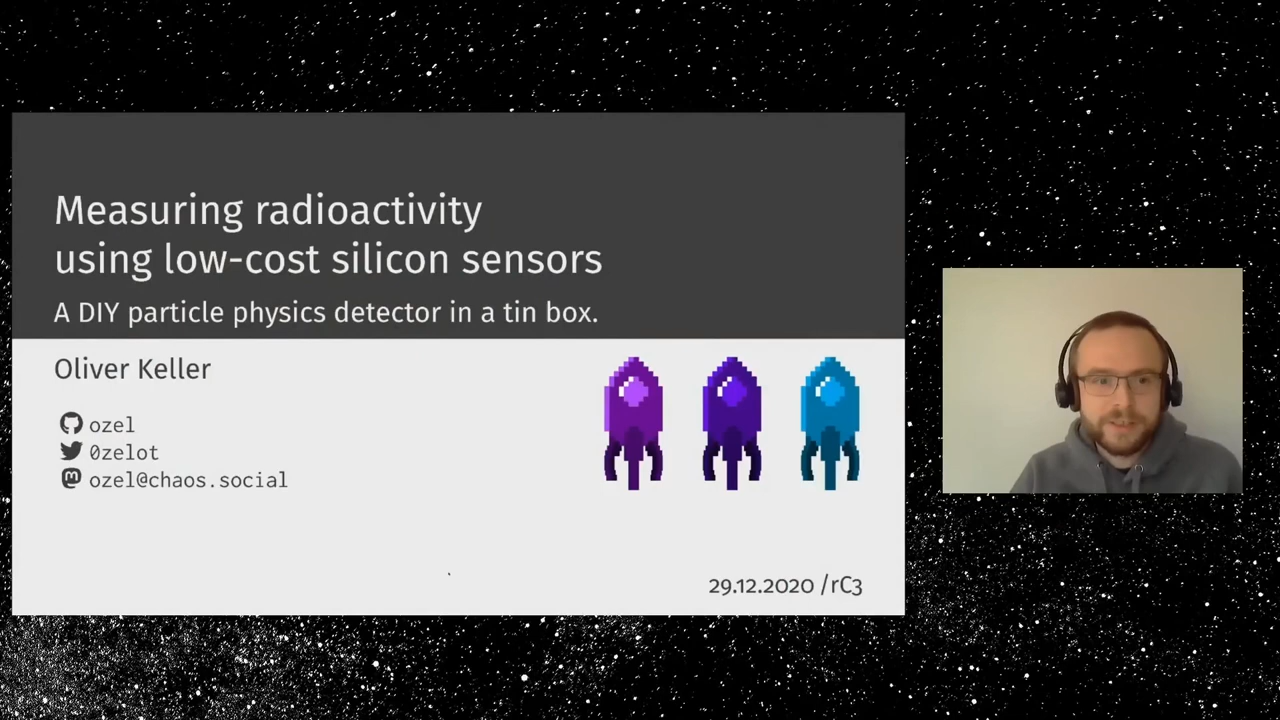 Measuring radioactivity
using low-cost silicon sensors
A DIY particle physics detector in a tin box.
Oliver Keller
ozel
0zelot
ozel@chaos.social
29.12.2020 /rC3